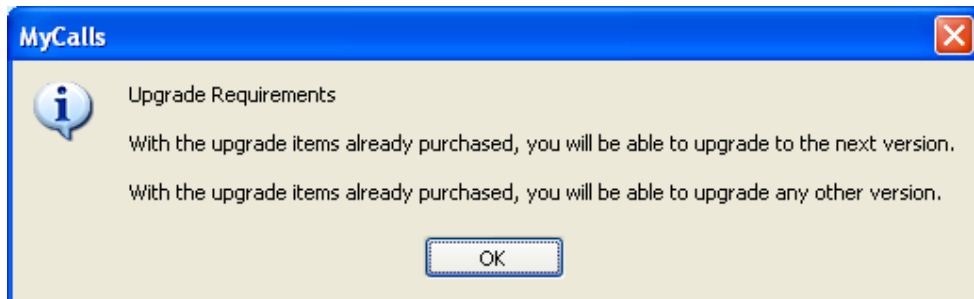 MyCalls
Upgrade Requirements
With the upgrade items already purchased, you will be able to upgrade to the next version.
With the upgrade items already purchased, you will be able to upgrade any other version.
OK